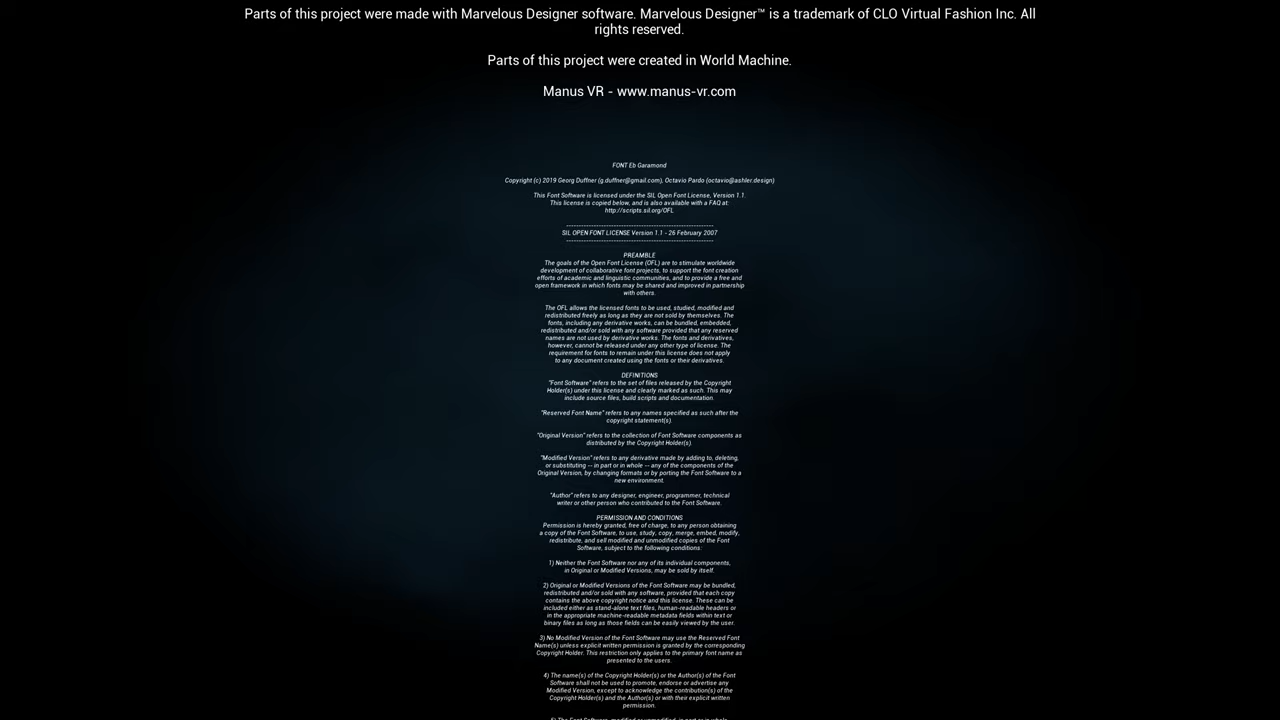 Parts of this project were made with Marvelous Designer software. Marvelous Designer™ is a trademark of CLO Virtual Fashion Inc. All
rights reserved.
Parts of this project were created in World Machine.
Manus VR - www.manus-vr.com
FONT Eb Garamond
Copyright (c) 2019 Georg Duffner (g.duffner@gmail.com), Octavio Pardo (octavio@ashler.design)
This Font Software is licensed under the SIL Open Font License, Version 1.1.
This license is copied below, and is also available with a FAQ at:
http://scripts.sil.org/OFL
-----------------------------------------------------------
SIL OPEN FONT LICENSE Version 1.1 - 26 February 2007
-----------------------------------------------------------
PREAMBLE
The goals of the Open Font License (OFL) are to stimulate worldwide
development of collaborative font projects, to support the font creation
efforts of academic and linguistic communities, and to provide a free and
open framework in which fonts may be shared and improved in partnership
with others.
The OFL allows the licensed fonts to be used, studied, modified and
redistributed freely as long as they are not sold by themselves. The
fonts, including any derivative works, can be bundled, embedded,
redistributed and/or sold with any software provided that any reserved
names are not used by derivative works. The fonts and derivatives,
however, cannot be released under any other type of license. The
requirement for fonts to remain under this license does not apply
to any document created using the fonts or their derivatives.
DEFINITIONS
"Font Software" refers to the set of files released by the Copyright
Holder(s) under this license and clearly marked as such. This may
include source files, build scripts and documentation.
"Reserved Font Name" refers to any names specified as such after the
copyright statement(s).
"Original Version" refers to the collection of Font Software components as
distributed by the Copyright Holder(s).
"Modified Version" refers to any derivative made by adding to, deleting,
or substituting -- in part or in whole -- any of the components of the
Original Version, by changing formats or by porting the Font Software to a
new environment.
"Author" refers to any designer, engineer, programmer, technical
writer or other person who contributed to the Font Software.
PERMISSION AND CONDITIONS
Permission is hereby granted, free of charge, to any person obtaining
a copy of the Font Software, to use, study, copy, merge, embed, modify,
redistribute, and sell modified and unmodified copies of the Font
Software, subject to the following conditions:
1) Neither the Font Software nor any of its individual components,
in Original or Modified Versions, may be sold by itself.
2) Original or Modified Versions of the Font Software may be bundled,
redistributed and/or sold with any software, provided that each copy
contains the above copyright notice and this license. These can be
included either as stand-alone text files, human-readable headers or
in the appropriate machine-readable metadata fields within text or
binary files as long as those fields can be easily viewed by the user.
3) No Modified Version of the Font Software may use the Reserved Font
Name(s) unless explicit written permission is granted by the corresponding
Copyright Holder. This restriction only applies to the primary font name as
presented to the users.
4) The name(s) of the Copyright Holder(s) or the Author(s) of the Font
Software shall not be used to promote, endorse or advertise any
Modified Version, except to acknowledge the contribution(s) of the
Copyright Holder(s) and the Author(s) or with their explicit written
permission.
5) The Font Software, modified or unmodified, in part or in whole,